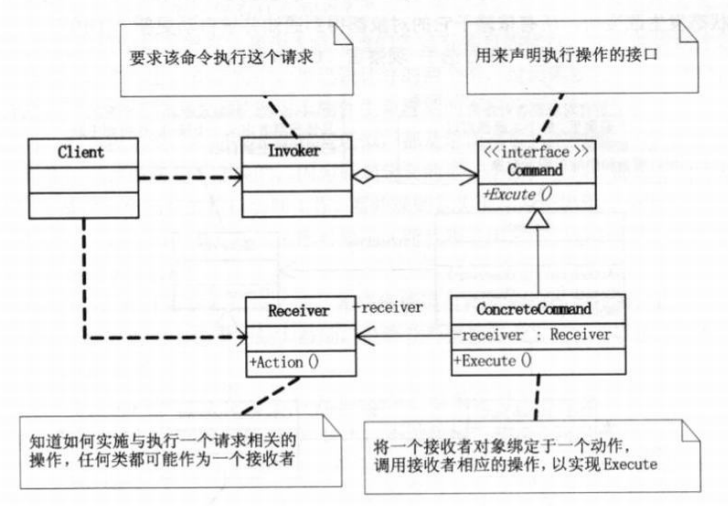 要求该命令执行这个请求
用来声明执行操作的接口
Client
Invoker
<<interface>>
Command
+Excute()
Receiver
-receiver
ConcreteCommand
-receiver : Receiver
+Action()
+Execute()
知道如何实施与执行一个请求相关的
操作，任何类都可能作为一个接收者
将一个接收者对象绑定于一个动作，
调用接收者相应的操作，以实现Execute